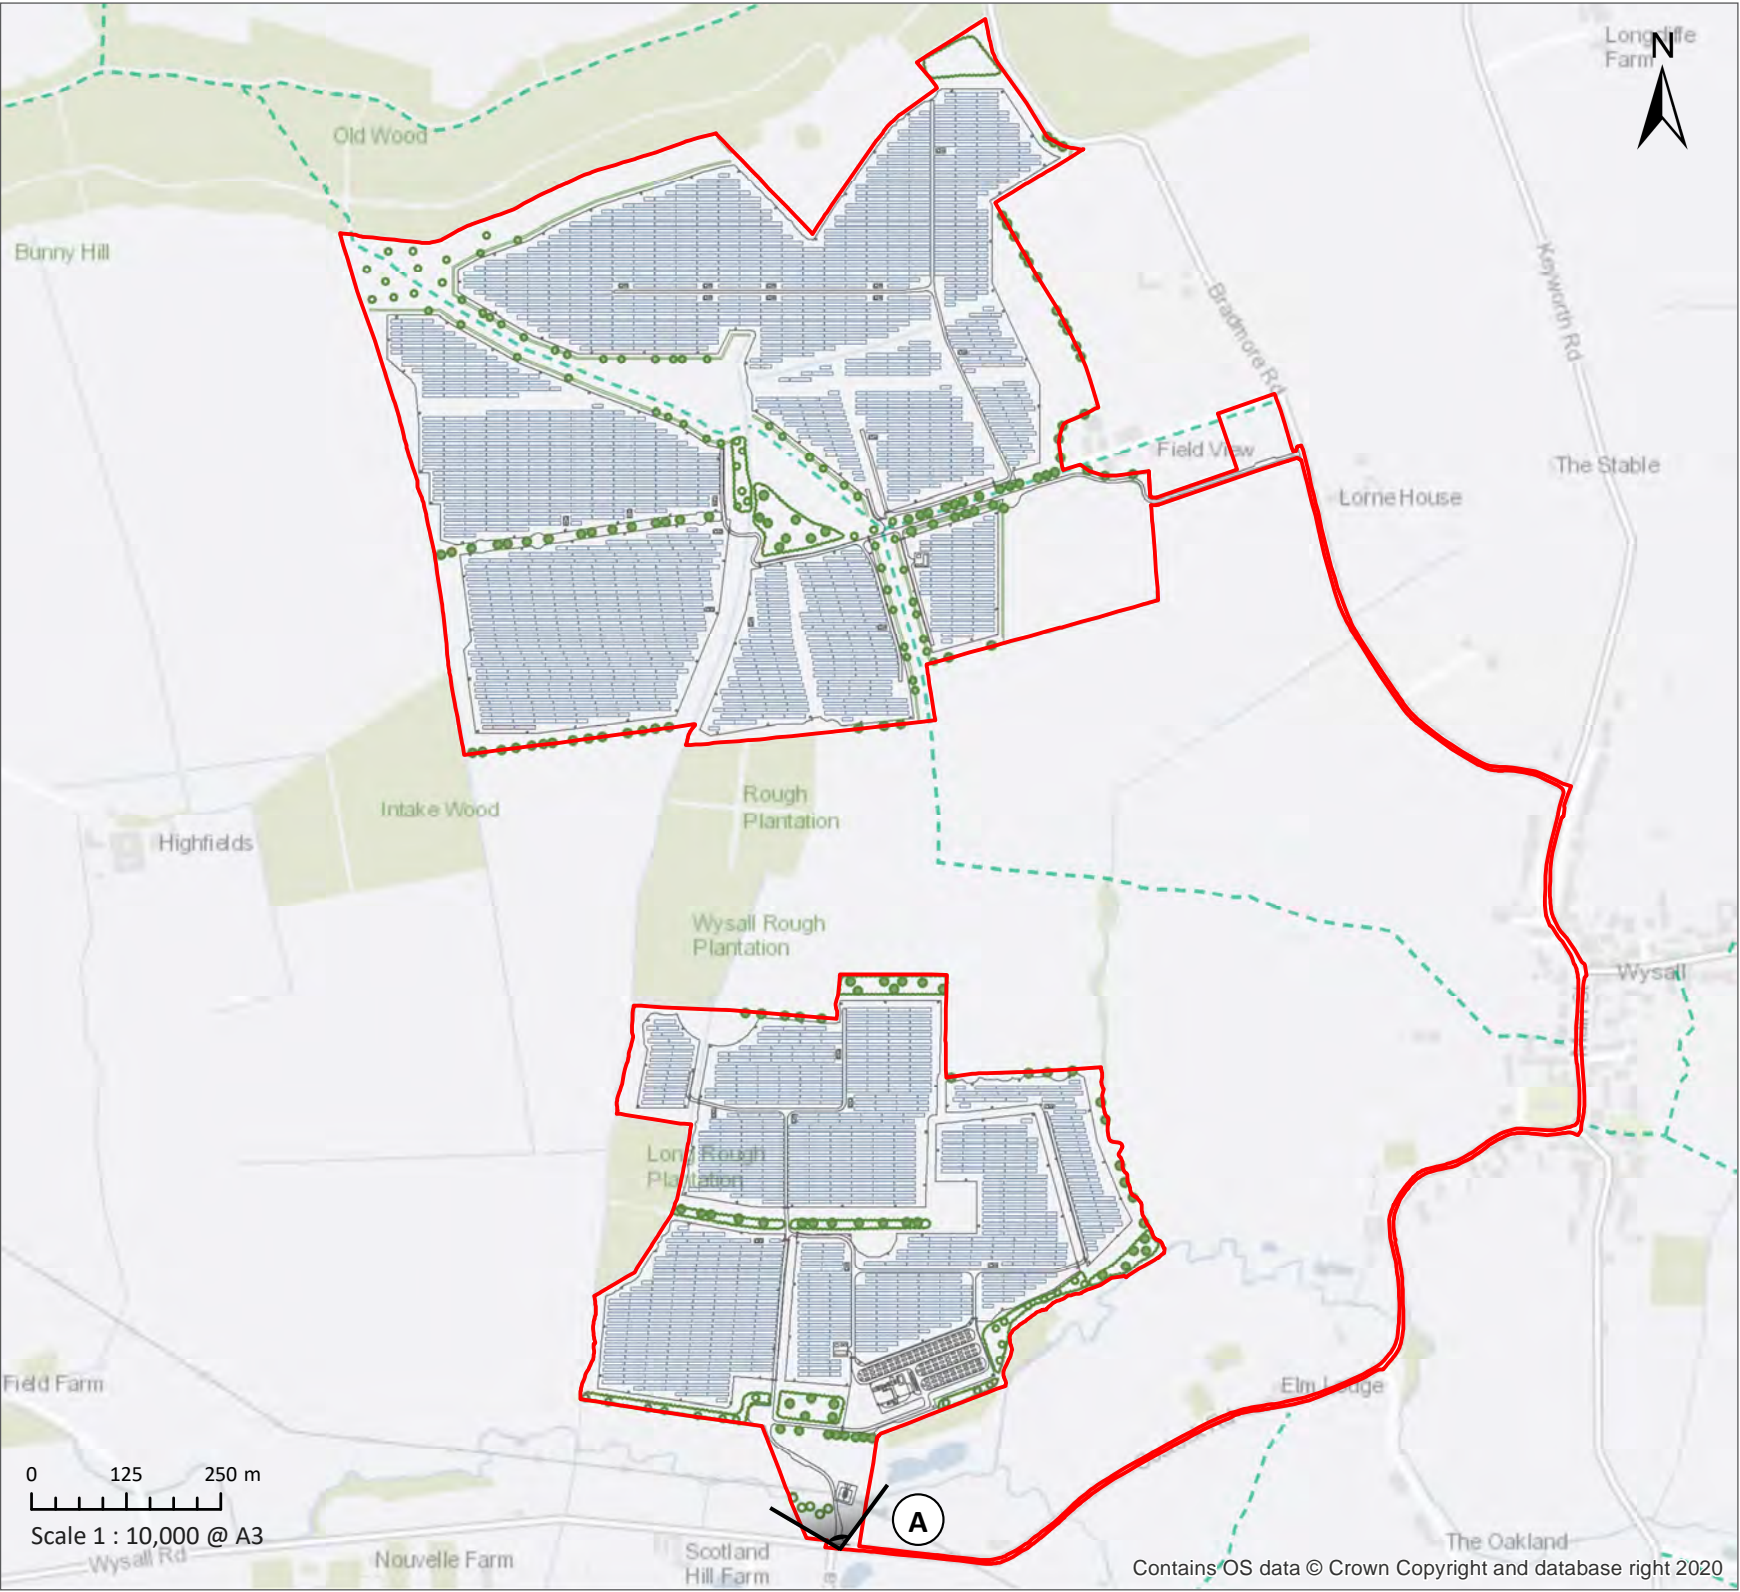 Longcliffe
Farm
N
Old Wood
Bunny Hill
Keyworth Rd
Bradmore Rd
Field View
The Stable
Lorne House
Intake Wood
Rough
Plantation
Highfields
Wysall Rough
Plantation
Wysall
Long Rough
Plantation
Field Farm
Elm Lodge
0 125 250 m
Scale 1 : 10,000 @ A3
A
Wysall Rd
Nouvelle Farm
Scotland
Hill Farm
The Oakland
Contains OS data © Crown Copyright and database right 2020